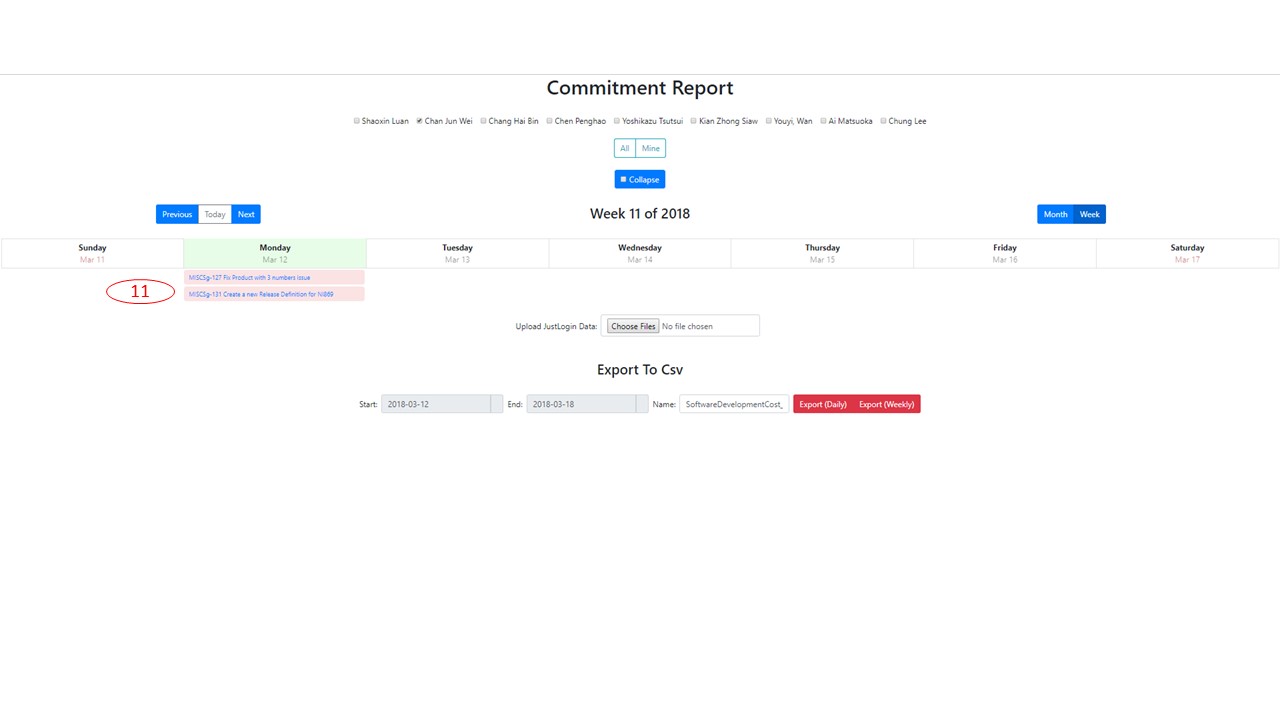 Commitment Report
Shaoxin Luan Chan Jun Wei Chang Hai Bin Chen Penghao Yoshikazu Tsutsui Kian Zhong Siaw Youyi, Wan Ai Matsuoka Chung Lee
All Mine
Collapse
Previous Today Next Week 11 of 2018 Month Week
Sunday Monday Tuesday Wednesday Thursday Friday Saturday
Mar 11 Mar 12 Mar 13 Mar 14 Mar 15 Mar 16 Mar 17
MISCSg-127 Fix Product with 3 numbers issue
11
MISCSg-131 Create a new Release Definition for NI869
Upload JustLogin Data: Choose Files No file chosen
Export To Csv
Start: 2018-03-12 End: 2018-03-18 Name: SoftwareDevelopmentCost_ Export (Daily) Export (Weekly)